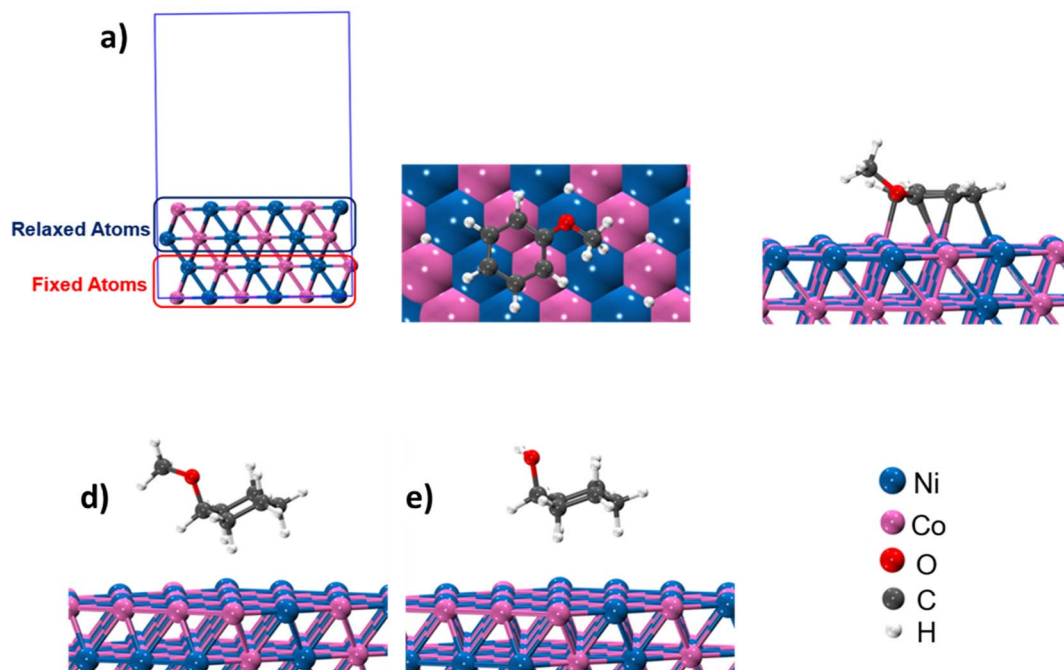 a)
Relaxed Atoms
Fixed Atoms
d)
e)
Ni
Co
O
C
H